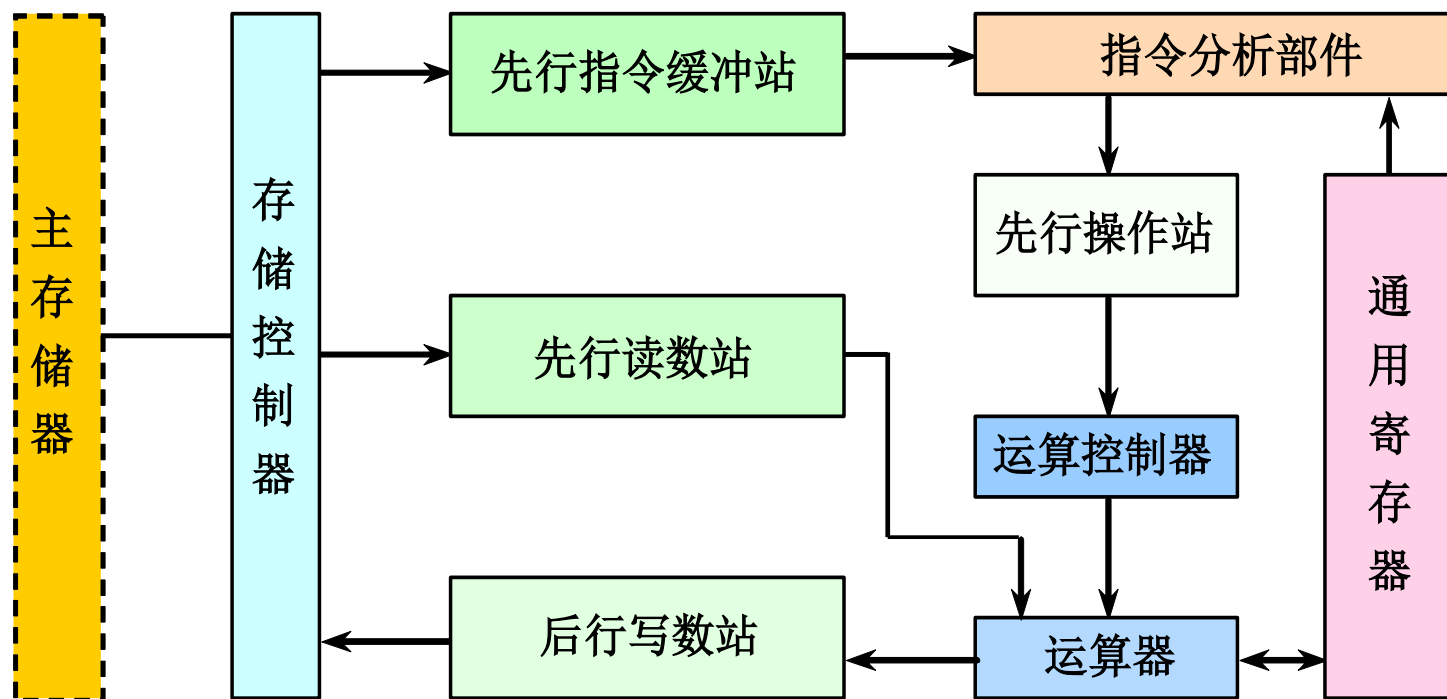 主存储器
存储控制器
先行指令缓冲站
指令分析部件
先行操作站
先行读数站
运算控制器
后行写数站
运算器
通用寄存器